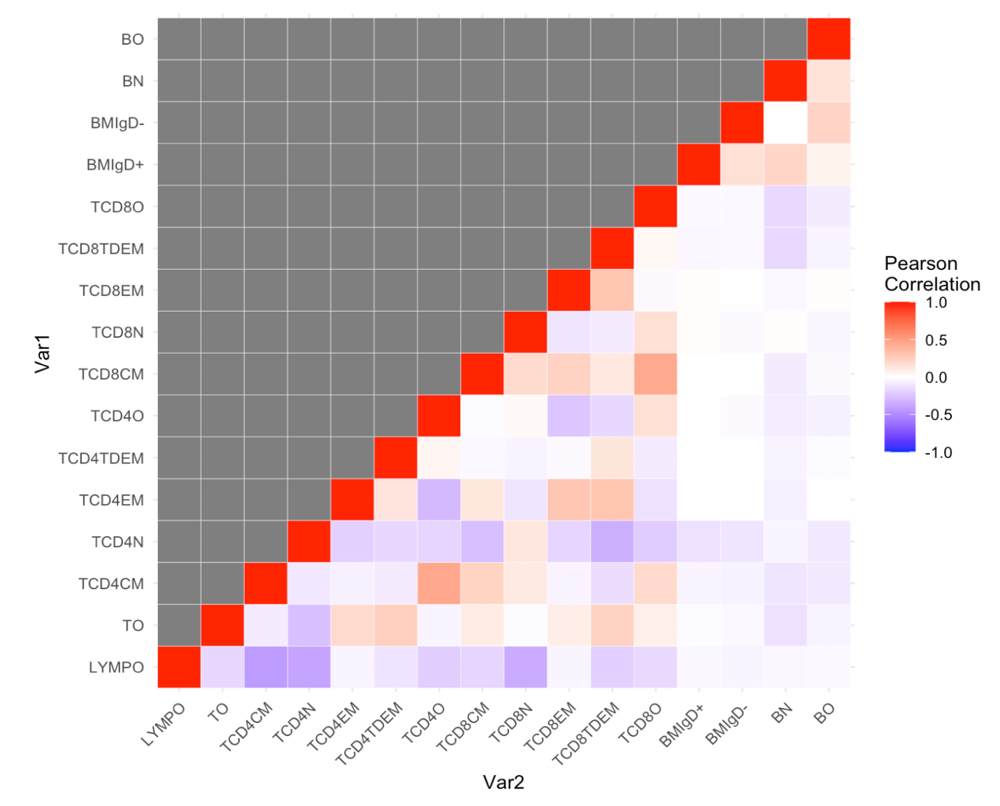 BO
BN
BMIgD-
BMIgD+
TCD8O
TCD8TDEM
TCD8EM
TCD8N
TCD8CM
TCD4O
TCD4TDEM
TCD4EM
TCD4N
TCD4CM
TO
LYMPO
Var1
LYMPO
TO
TCD4CM
TCD4N
TCD4EM
TCD4TDEM
TCD4O
TCD8CM
TCD8N
TCD8EM
TCD8TDEM
TCD8O
BMIgD+
BMIgD-
BN
BO
Var2
Pearson
Correlation
1.0
0.5
0.0
-0.5
-1.0